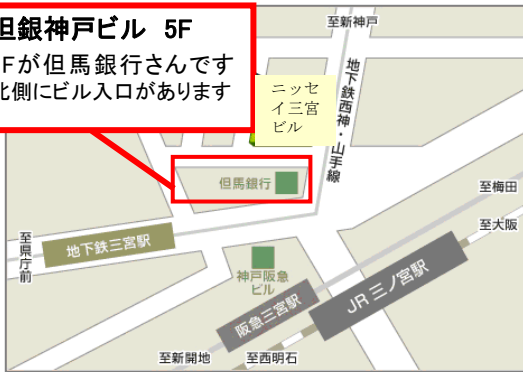 但銀神戸ビル 5F
Fが但馬銀行さんです
北側にビル入口があります
至新神戸
地下鉄西神・山手線
ニッセ
イ三宮
ビル
但馬銀行
至梅田
至大阪
至県庁前
地下鉄三宮駅
神戸阪急
ビル
阪急三宮駅
JR三ノ宮駅
至新開地
至西明石